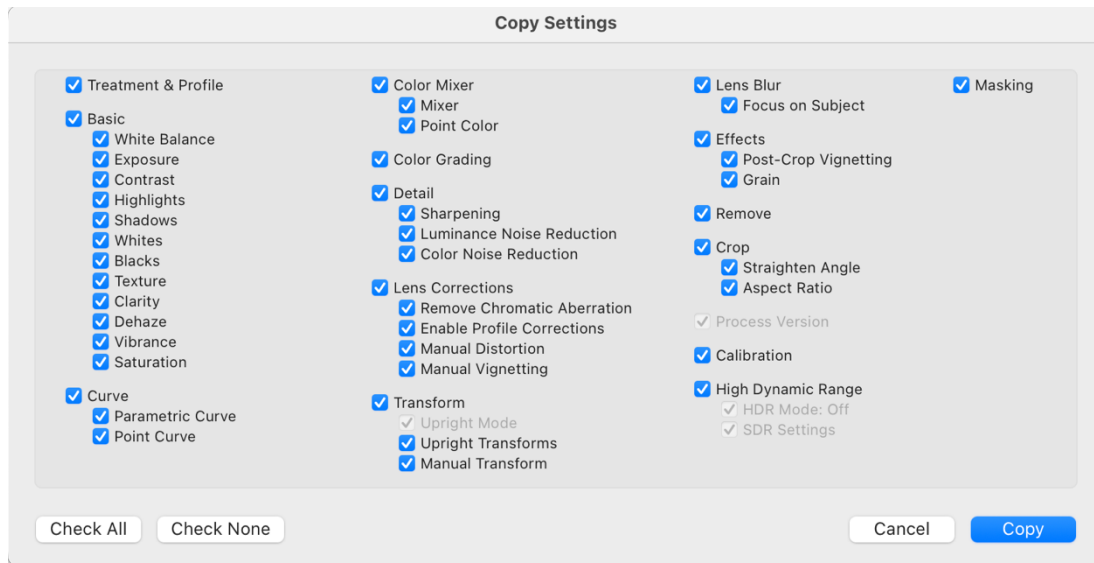 Copy Settings
Treatment & Profile
Basic
White Balance
Exposure
Contrast
Highlights
Shadows
Whites
Blacks
Texture
Clarity
Dehaze
Vibrance
Saturation
Curve
Parametric Curve
Point Curve
Color Mixer
Mixer
Point Color
Color Grading
Detail
Sharpening
Luminance Noise Reduction
Color Noise Reduction
Lens Corrections
Remove Chromatic Aberration
Enable Profile Corrections
Manual Distortion
Manual Vignetting
Transform
Upright Mode
Upright Transforms
Manual Transform
Lens Blur
Focus on Subject
Effects
Post-Crop Vignetting
Grain
Remove
Crop
Straighten Angle
Aspect Ratio
Process Version
Calibration
High Dynamic Range
HDR Mode: Off
SDR Settings
Masking
Check All
Check None
Cancel
Copy